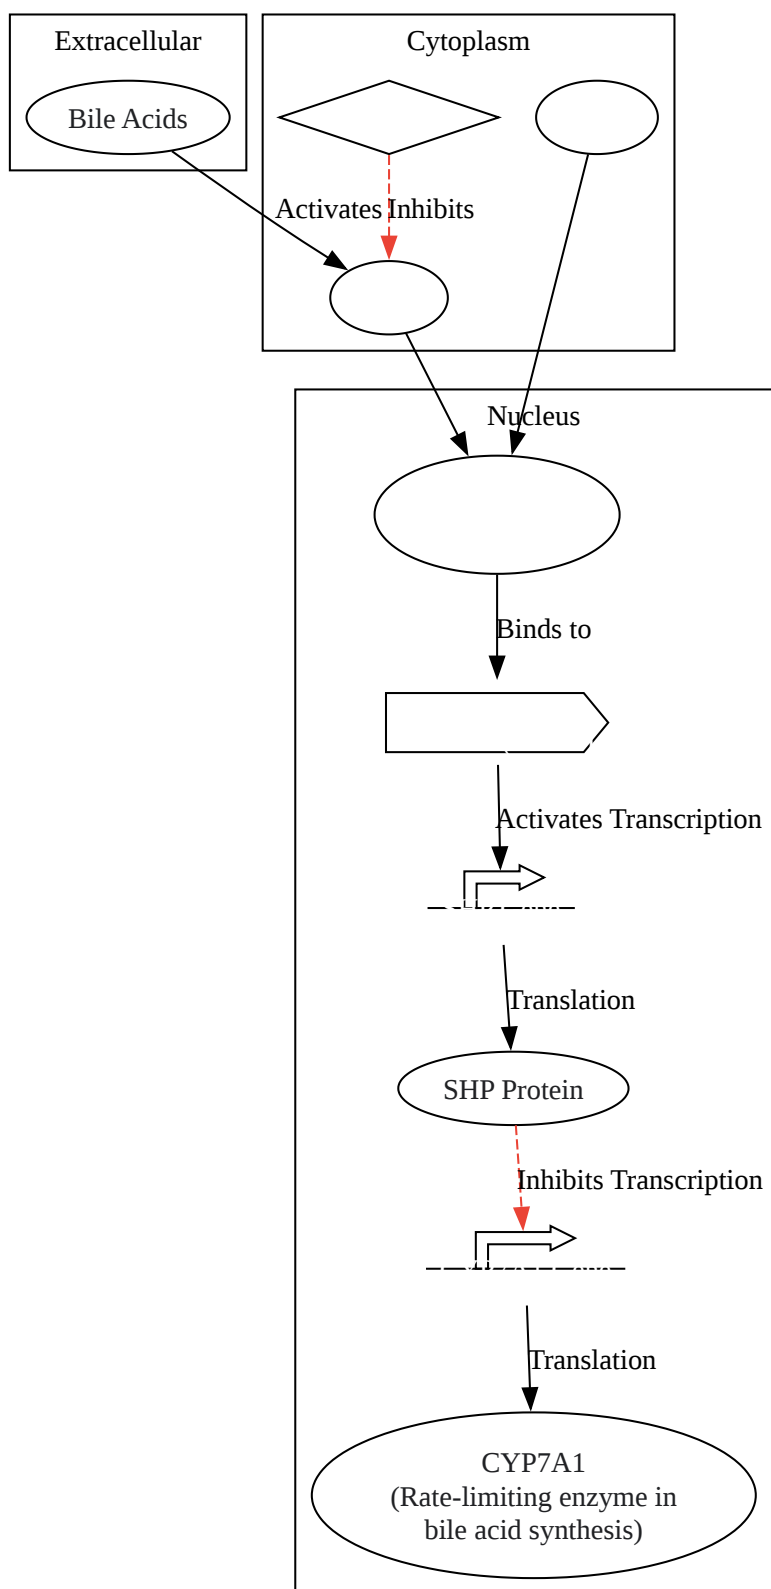 Extracellular
Cytoplasm
Bile Acids
Activates
Inhibits
Nucleus
Binds to
Activates Transcription
Translation
SHP Protein
Inhibits Transcription
Translation
CYP7A1
(Rate-limiting enzyme in
bile acid synthesis)